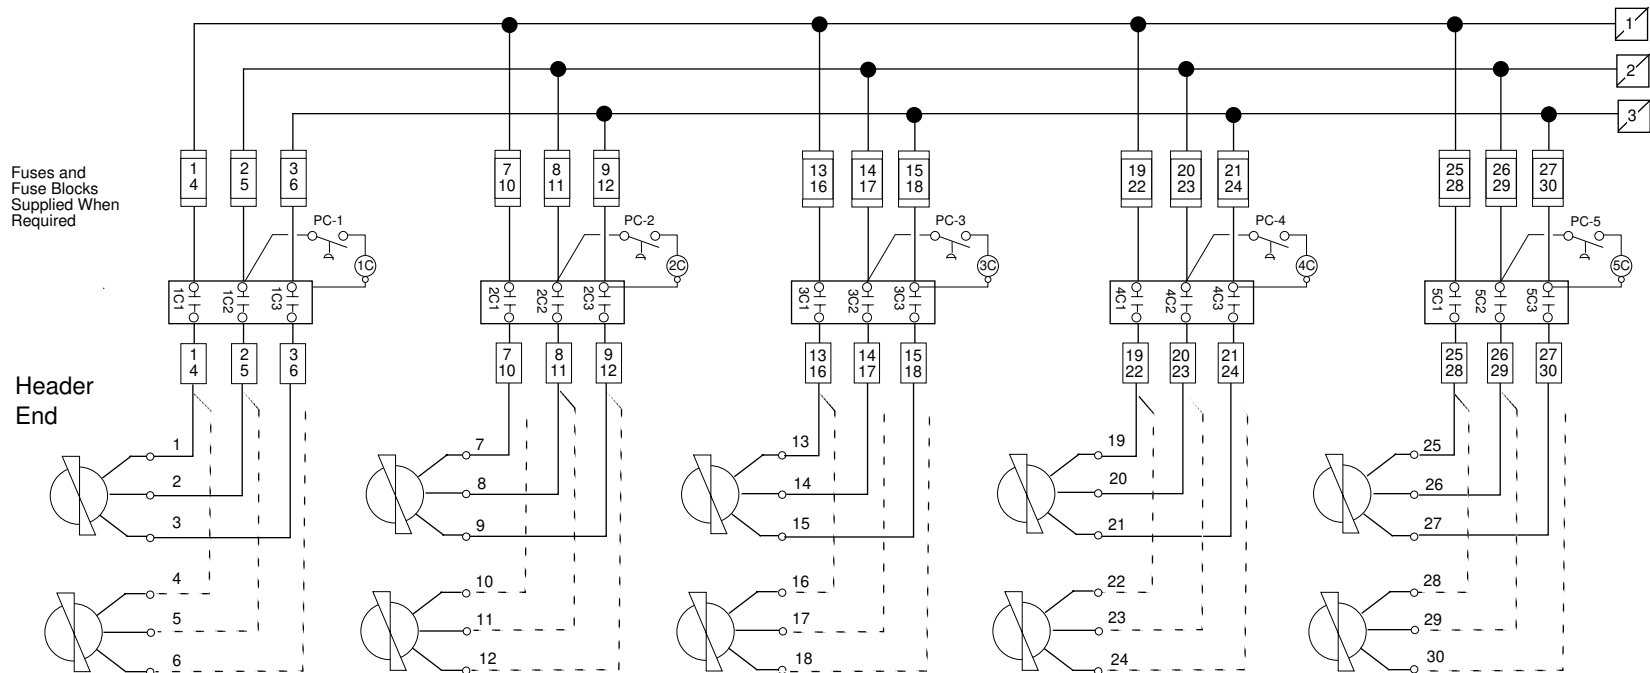 1
2
3
Fuses and
Fuse Blocks
Supplied When
Required
1 2 3 7 8 9 13 14 15 19 20 21 25 26 27
4 5 6 10 11 12 16 17 18 22 23 24 28 29 30
PC-1 PC-2 PC-3 PC-4 PC-5
1C 2C 3C 4C 5C
1C1 1C2 1C3 2C1 2C2 2C3 3C1 3C2 3C3 4C1 4C2 4C3 5C1 5C2 5C3
1 2 3 7 8 9 13 14 15 19 20 21 25 26 27
4 5 6 10 11 12 16 17 18 22 23 24 28 29 30
Header
End
1 7 13 19 25
2 8 14 20 26
3 9 15 21 27
4 10 16 22 28
5 11 17 23 29
6 12 18 24 30